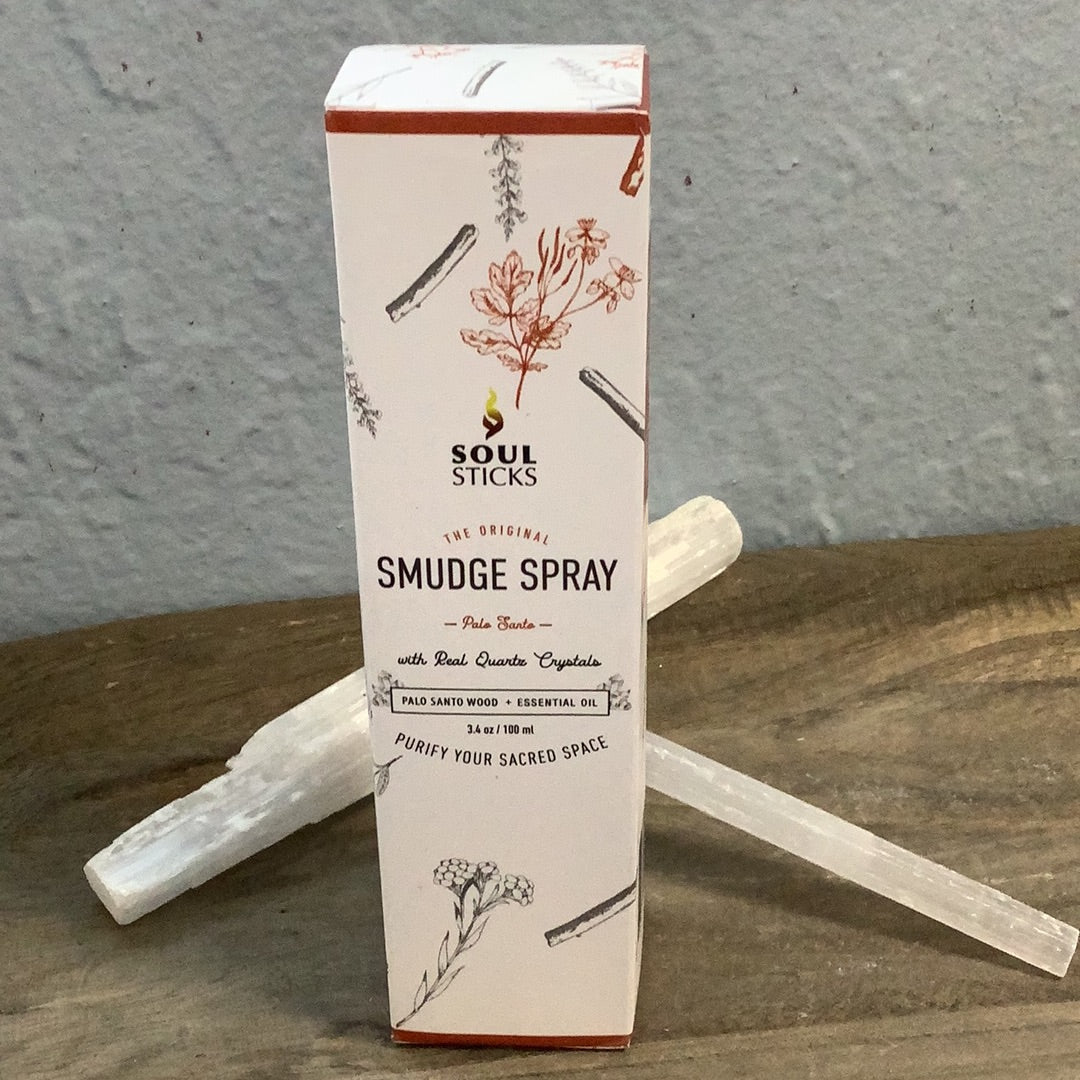 SOUL
STICKS
THE ORIGINAL
SMUDGE SPRAY
— Palo Santo —
with Real Quartz Crystals
PALO SANTO WOOD + ESSENTIAL OIL
3.4 oz / 100 ml
PURIFY YOUR SACRED SPACE